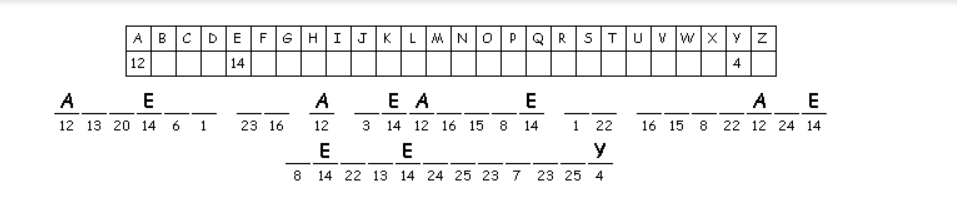 A B C D E F G H I J K L M N O P Q R S T U V W X Y Z
12 14 4
A E A E A E A E
12 13 20 14 6 1 23 16 12 3 14 12 16 15 8 14 1 22 16 15 8 22 12 24 14
E E Y
8 14 22 13 14 24 25 23 7 23 25 4